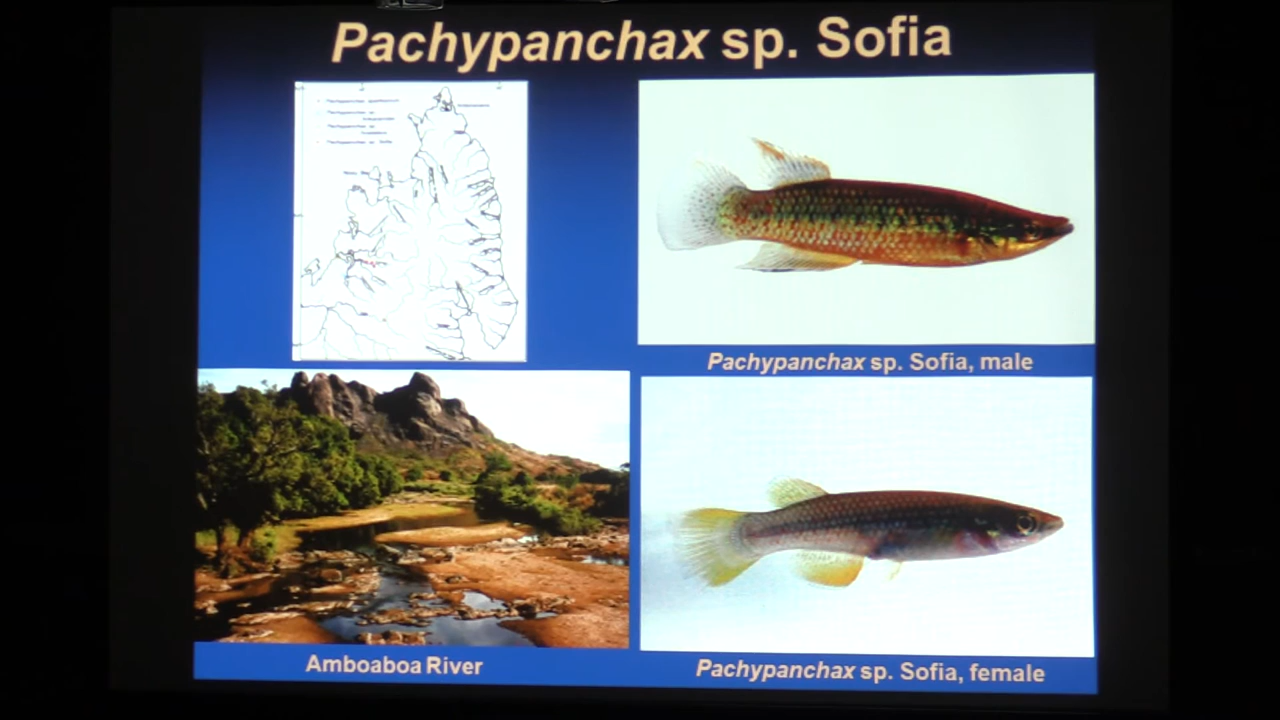 Pachypanchax sp. Sofia
Pachypanchax sp. Sofia, male
Amboaboa River
Pachypanchax sp. Sofia, female